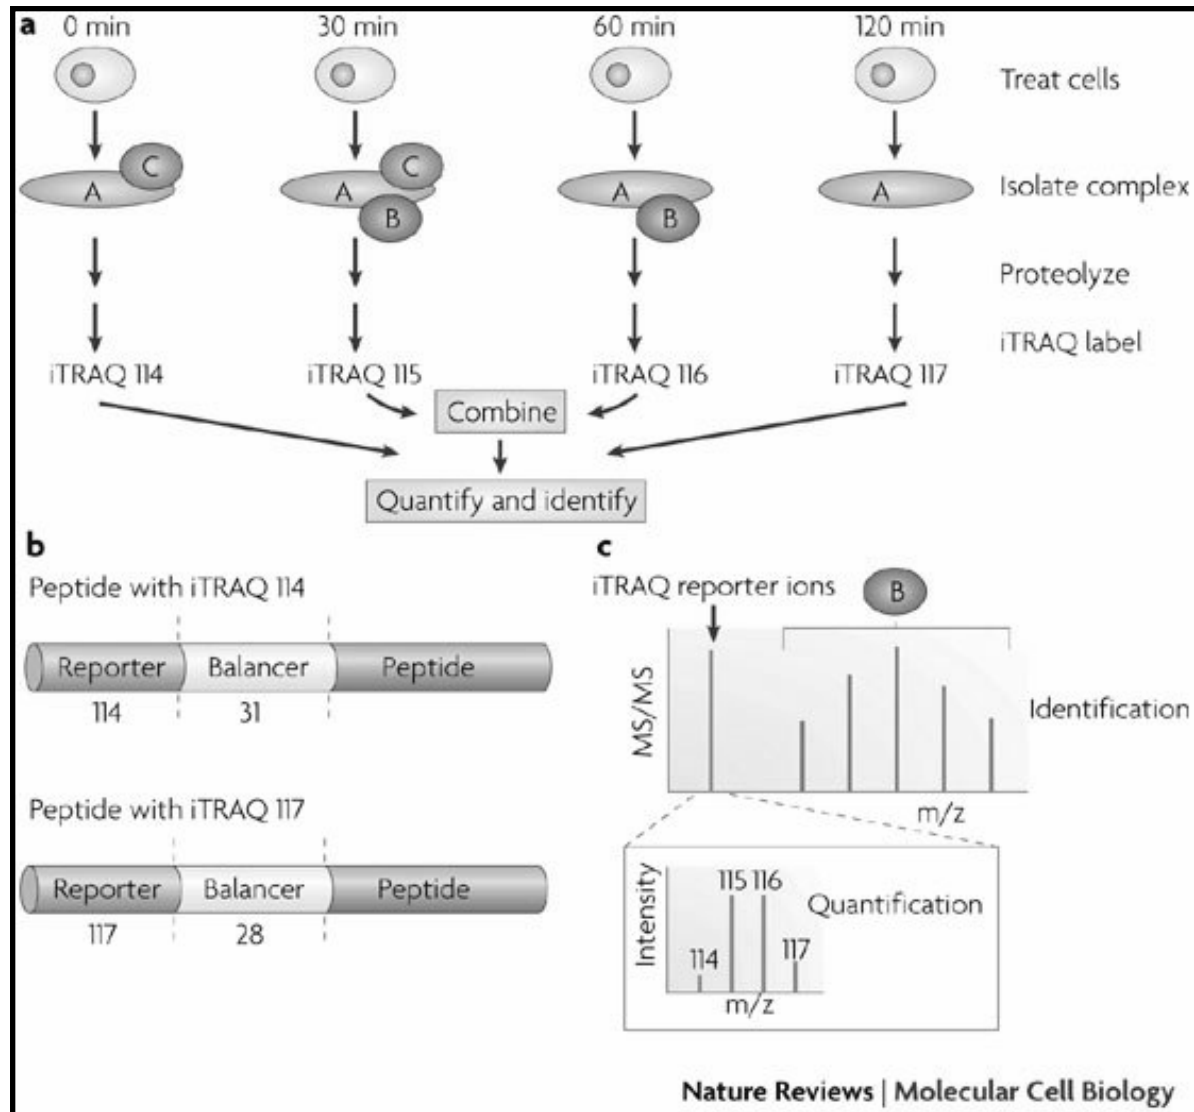 a 0 min 30 min 60 min 120 min
Treat cells
C C
A A A A
B B
Isolate complex
Proteolyze
iTRAQ label
iTRAQ 114 iTRAQ 115 iTRAQ 116 iTRAQ 117
Combine
Quantify and identify
b
Peptide with iTRAQ 114
Reporter Balancer Peptide
114 31
Peptide with iTRAQ 117
Reporter Balancer Peptide
117 28
c
iTRAQ reporter ions B
MS/MS
Identification
m/z
115 116
Intensity
Quantification
114 117
m/z
Nature Reviews | Molecular Cell Biology